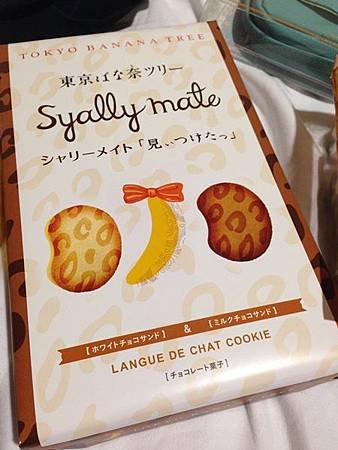 TOKYO BANANA TREE
東京ばな奈ツリー
Syally mate
シャリーメイト「見ぃつけたっ」
【ホワイトチョコサンド】 & 【ミルクチョコサンド】
LANGUE DE CHAT COOKIE
[チョコレート菓子]